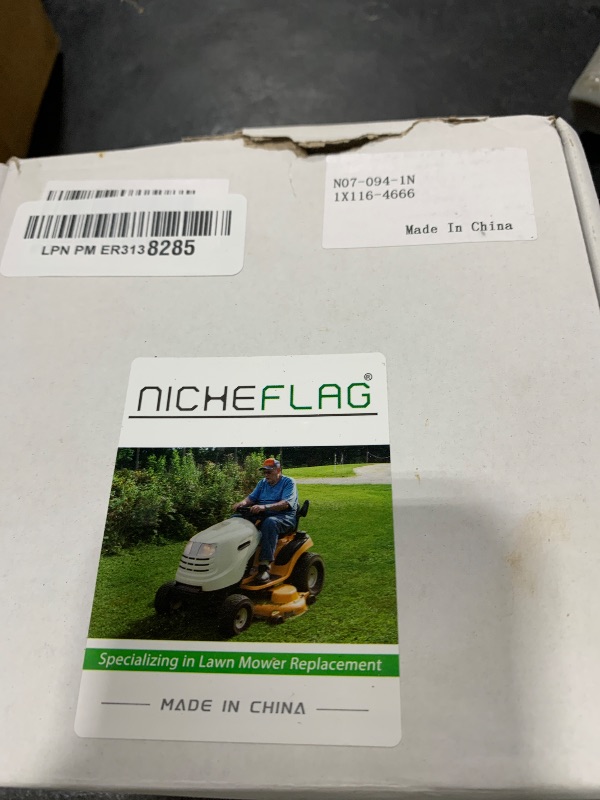 N07-094-1N
1X116-4666
Made In China
LPN PM ER3138285
NICHEFLAG®
Specializing in Lawn Mower Replacement
MADE IN CHINA